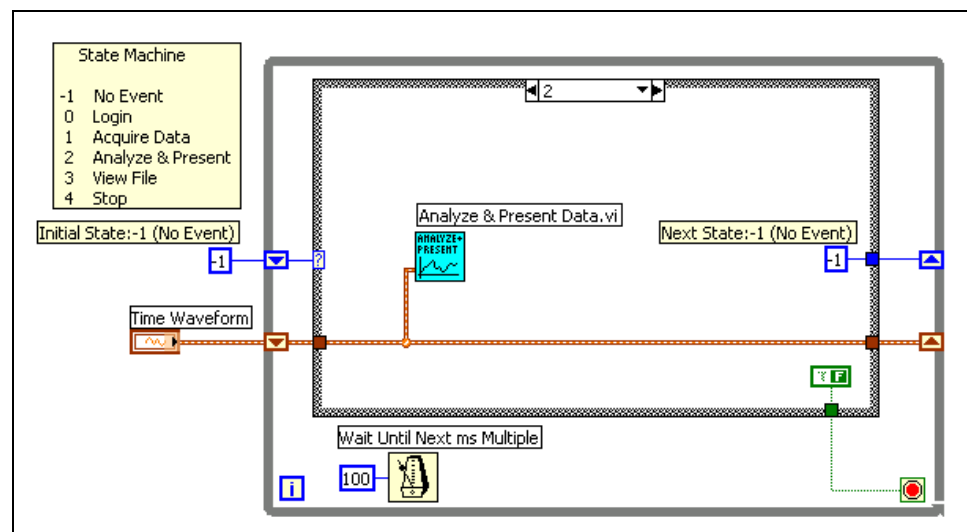 State Machine
-1 No Event
0 Login
1 Acquire Data
2 Analyze & Present
3 View File
4 Stop
2
Analyze & Present Data.vi
ANALYZE+
PRESENT
Initial State:-1 (No Event)
-1
?
Next State:-1 (No Event)
-1
Time Waveform
F
Wait Until Next ms Multiple
100
i